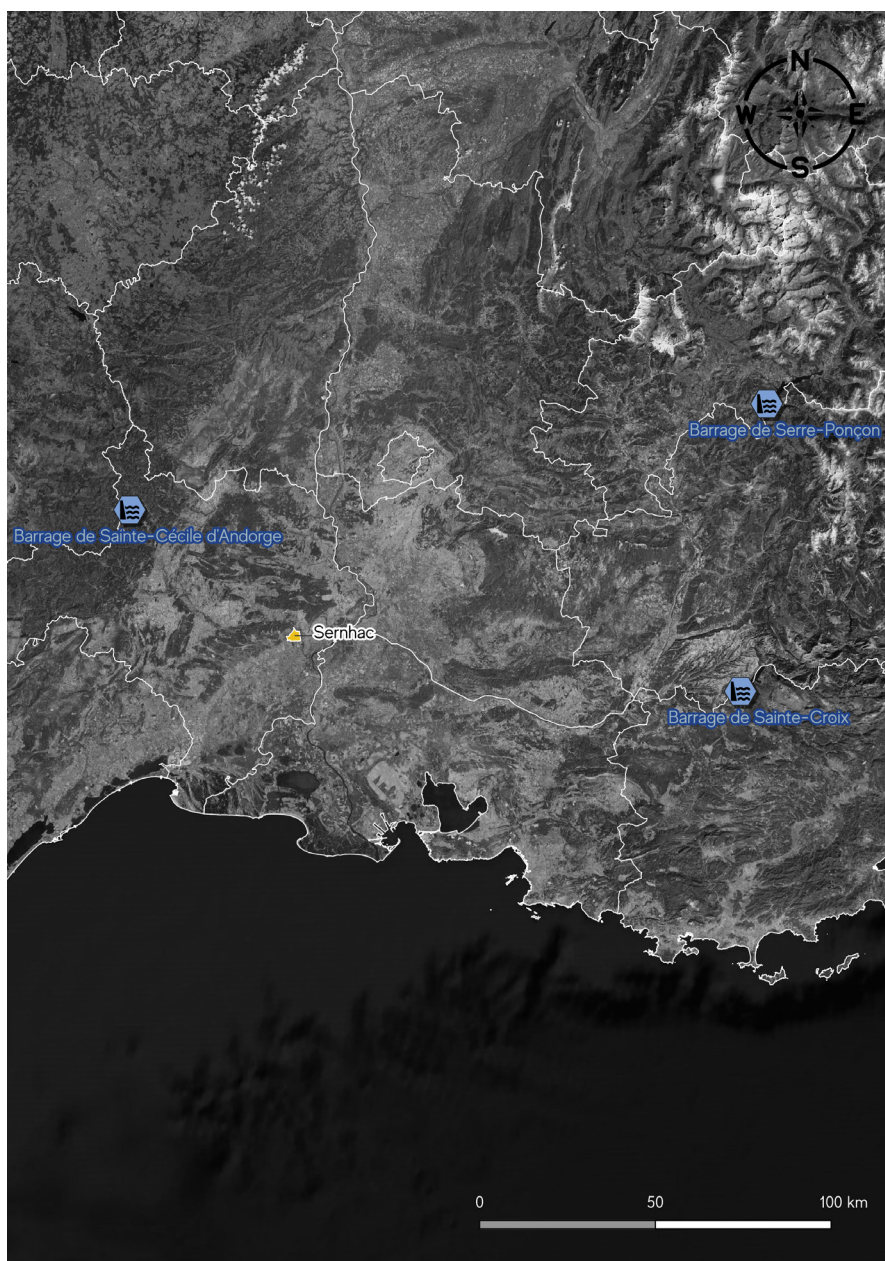 N
W E
S
Barrage de Serre-Ponçon
Barrage de Sainte-Cécile d'Andorge
Sernhac
Barrage de Sainte-Croix
0 50 100 km